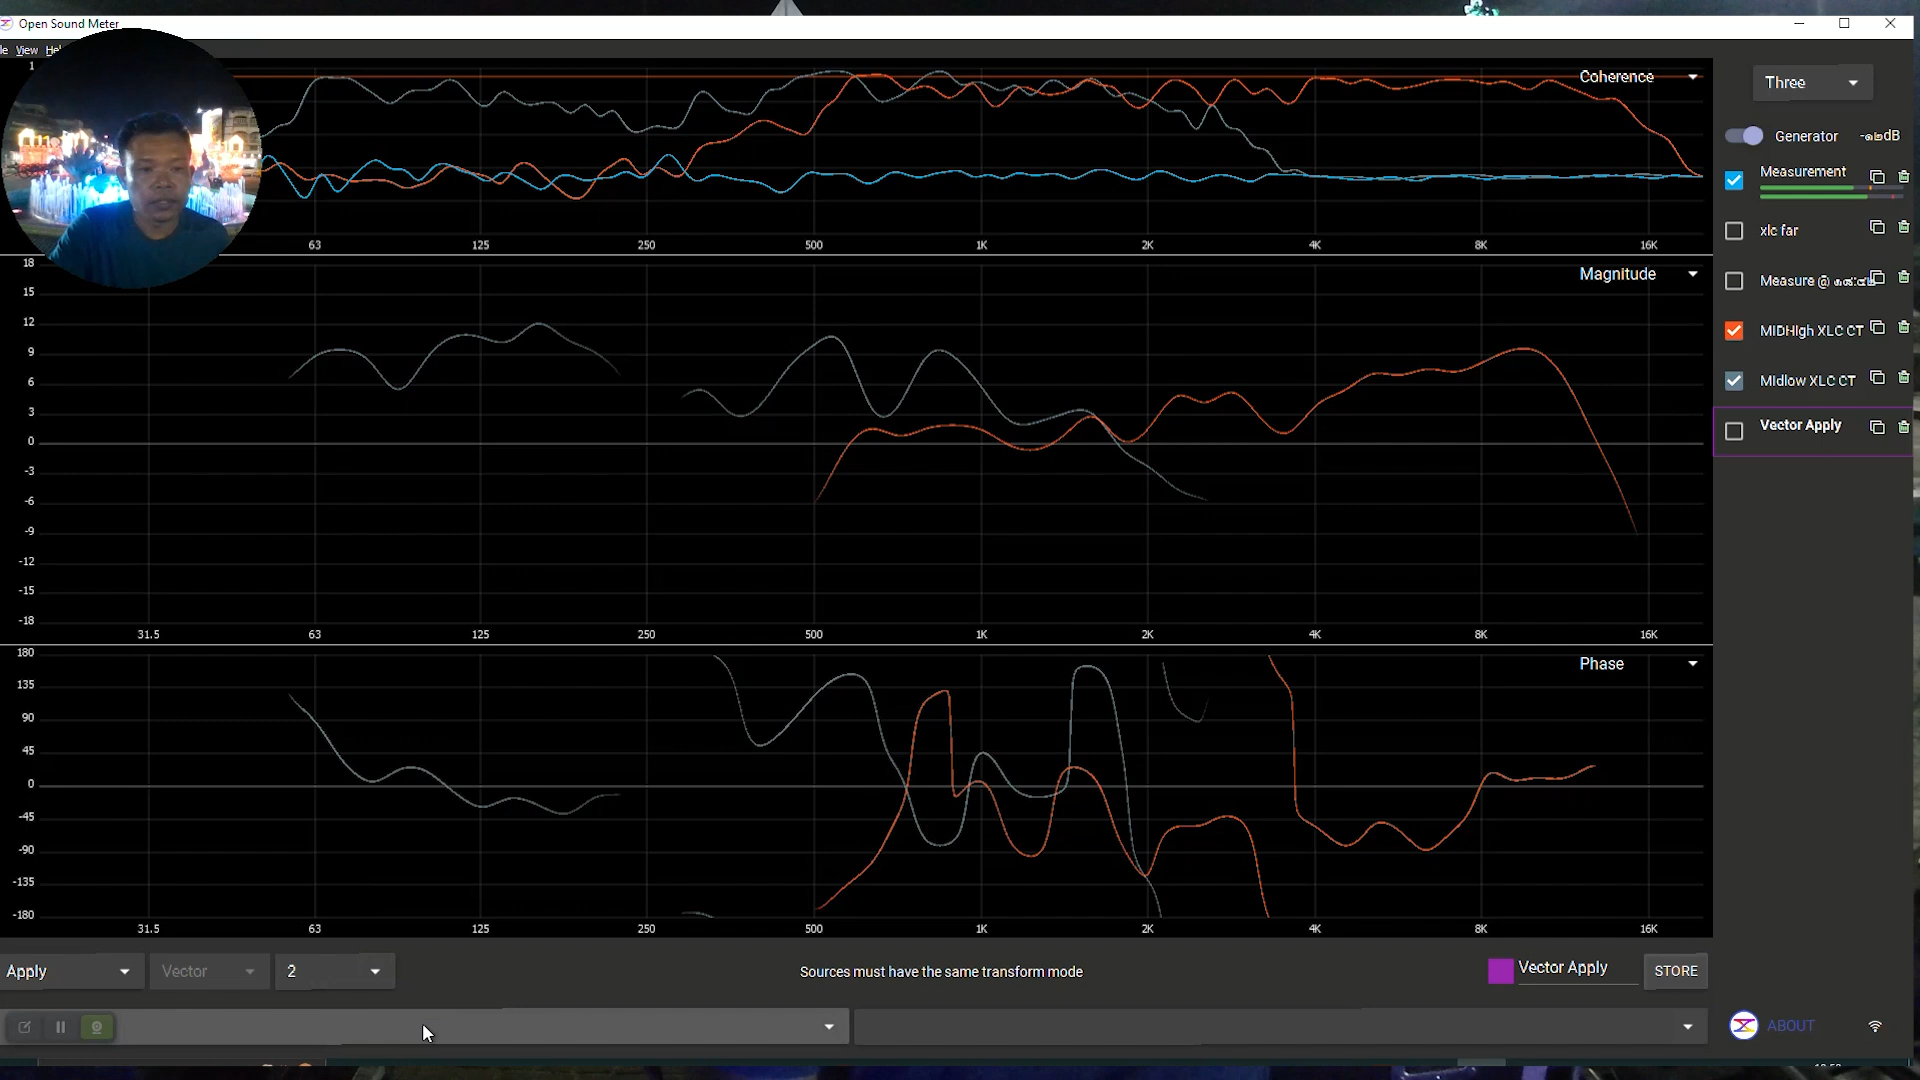 Open Sound Meter
View
Coherence
1
63
125
250
500
1K
2K
4K
8K
16K
Magnitude
18
15
12
9
6
3
0
-3
-6
-9
-12
-15
-18
31.5
63
125
250
500
1K
2K
4K
8K
16K
Phase
180
135
90
45
0
-45
-90
-135
-180
31.5
63
125
250
500
1K
2K
4K
8K
16K
Three
Generator -๑๒dB
Measurement
xlc far
Measure @
MIDHIgh XLC CT
MIdlow XLC CT
Vector Apply
Apply
Vector
2
Sources must have the same transform mode
Vector Apply
STORE
ABOUT